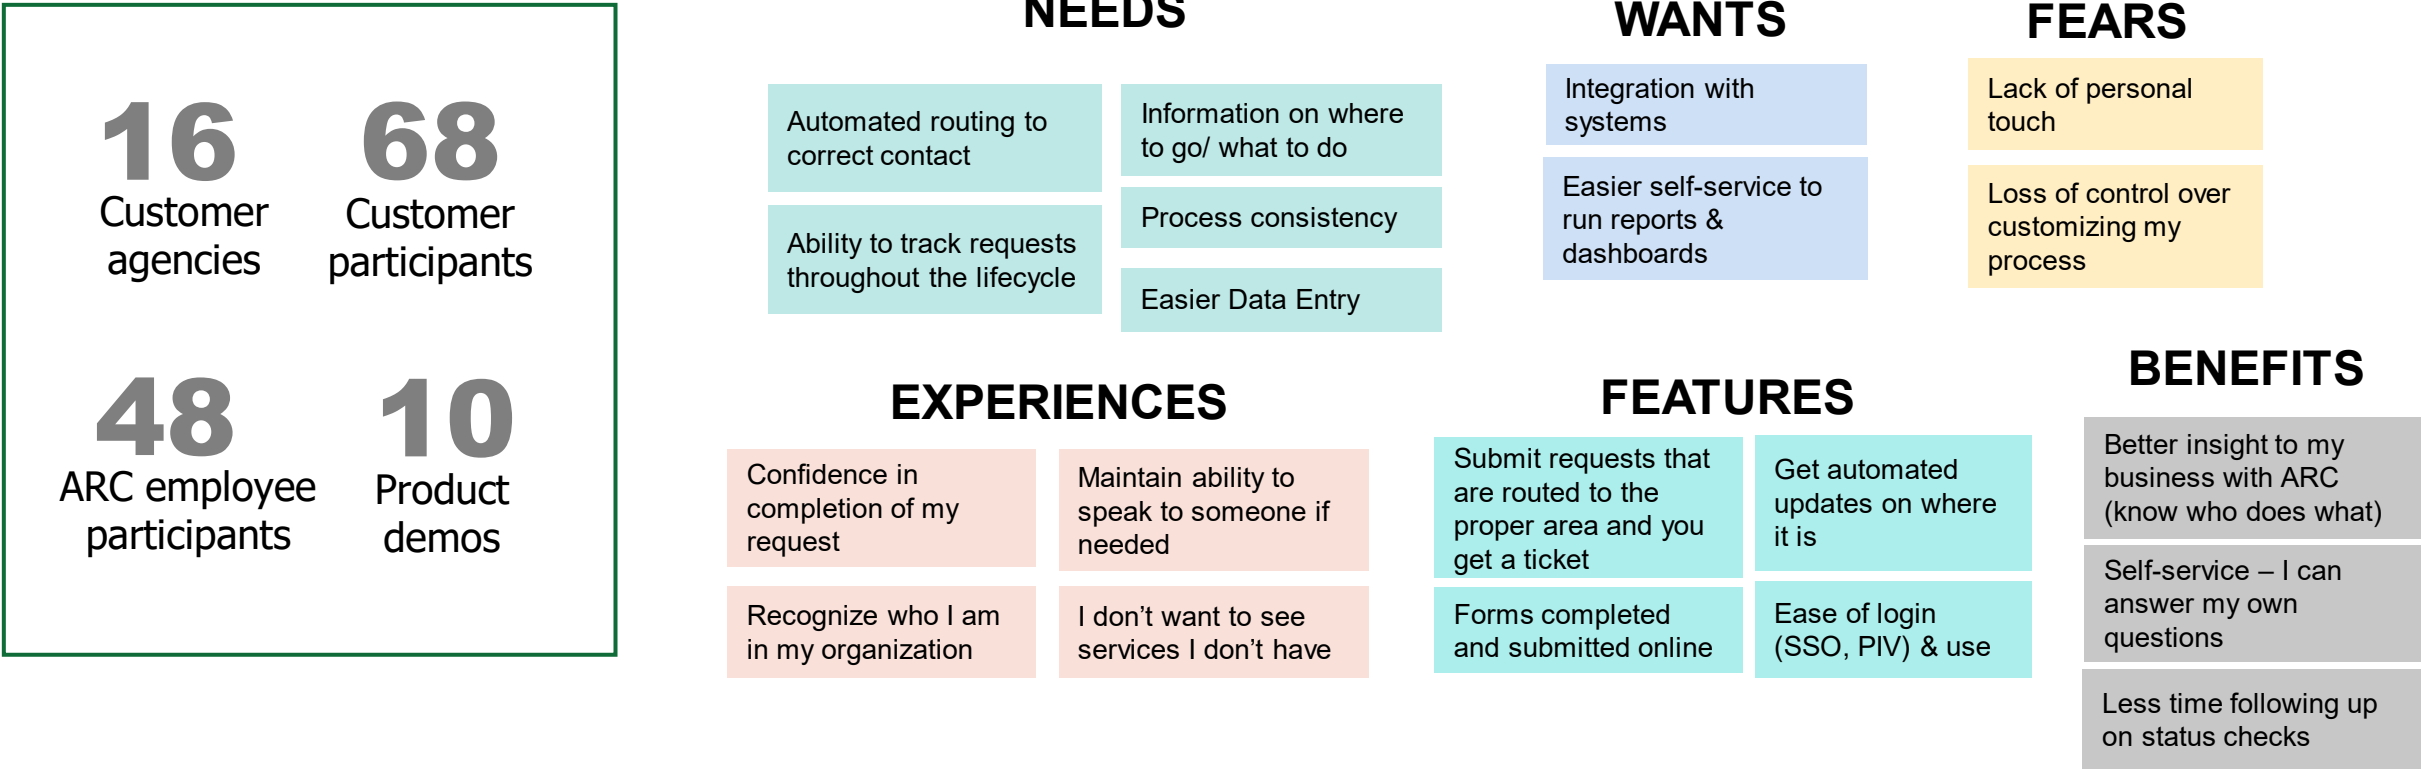 16
Customer
agencies
68
Customer
participants
48
ARC employee
participants
10
Product
demos
NEEDS
Automated routing to
correct contact
Ability to track requests
throughout the lifecycle
Information on where
to go/ what to do
Process consistency
Easier Data Entry
WANTS
Integration with
systems
Easier self-service to
run reports &
dashboards
FEARS
Lack of personal
touch
Loss of control over
customizing my
process
EXPERIENCES
Confidence in
completion of my
request
Maintain ability to
speak to someone if
needed
Recognize who I am
in my organization
I don’t want to see
services I don’t have
FEATURES
Submit requests that
are routed to the
proper area and you
get a ticket
Get automated
updates on where
it is
Forms completed
and submitted online
Ease of login
(SSO, PIV) & use
BENEFITS
Better insight to my
business with ARC
(know who does what)
Self-service – I can
answer my own
questions
Less time following up
on status checks